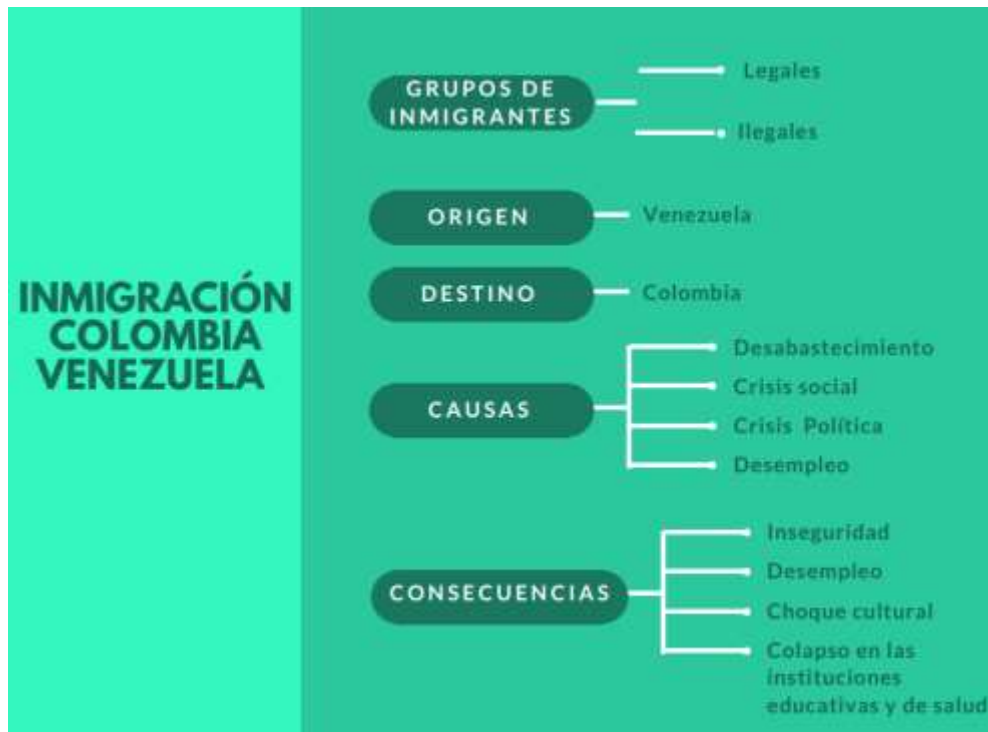 INMIGRACIÓN
COLOMBIA
VENEZUELA
GRUPOS DE
INMIGRANTES
Legales
Ilegales
ORIGEN
Venezuela
DESTINO
Colombia
CAUSAS
Desabastecimiento
Crisis social
Crisis Política
Desempleo
CONSECUENCIAS
Inseguridad
Desempleo
Choque cultural
Colapso en las
instituciones
educativas y de salud